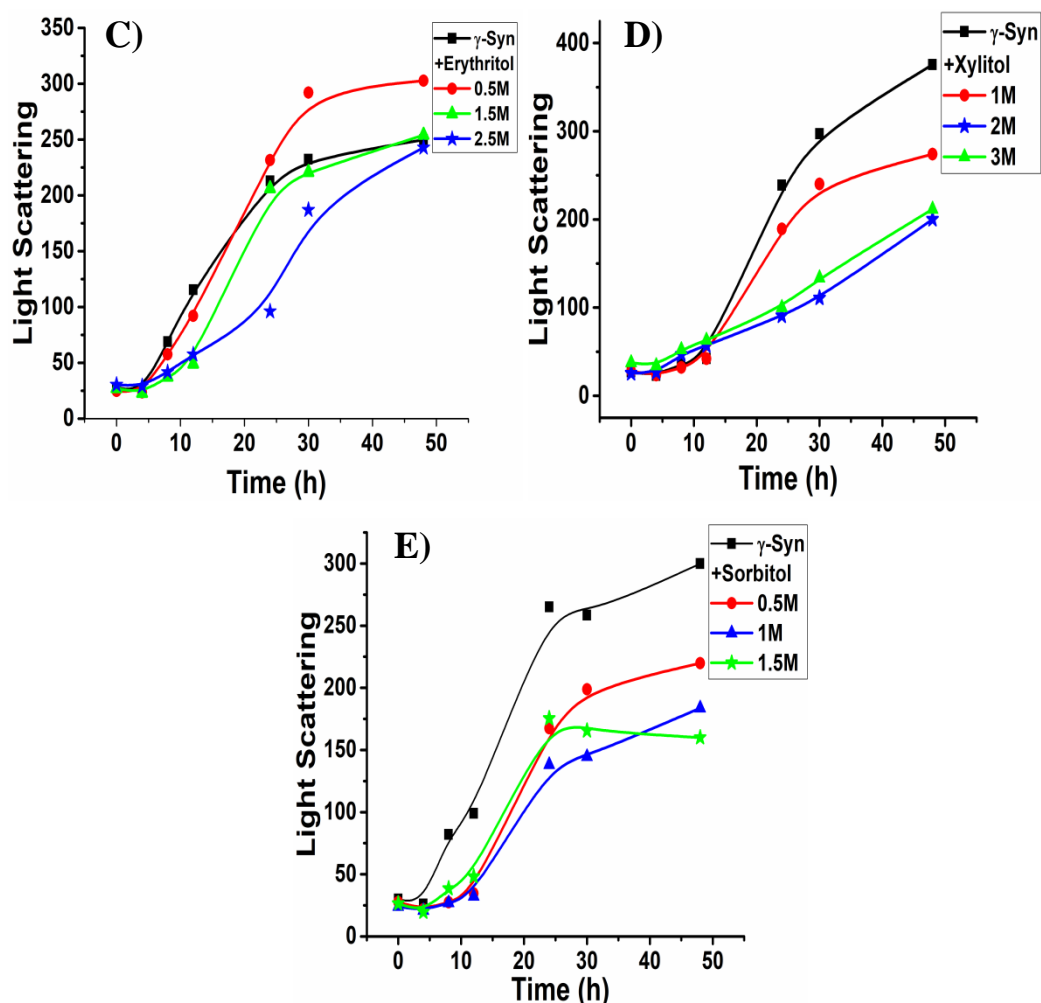 C)
350
300
250
200
150
100
50
0
Light Scattering
0 10 20 30 40 50
Time (h)
γ-Syn
+Erythritol
0.5M
1.5M
2.5M
D)
400
300
200
100
0
Light Scattering
0 10 20 30 40 50
Time (h)
γ-Syn
+Xylitol
1M
2M
3M
E)
300
250
200
150
100
50
0
Light Scattering
0 10 20 30 40 50
Time (h)
γ-Syn
+Sorbitol
0.5M
1M
1.5M